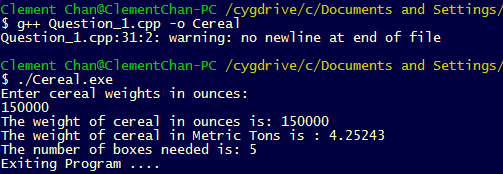 Clement Chan@ClementChan-PC /cygdrive/c/Documents and Settings/
$ g++ Question_1.cpp -o Cereal
Question_1.cpp:31:2: warning: no newline at end of file
Clement Chan@ClementChan-PC /cygdrive/c/Documents and Settings/
$ ./Cereal.exe
Enter cereal weights in ounces:
150000
The weight of cereal in ounces is: 150000
The weight of cereal in Metric Tons is : 4.25243
The number of boxes needed is: 5
Exiting Program ....